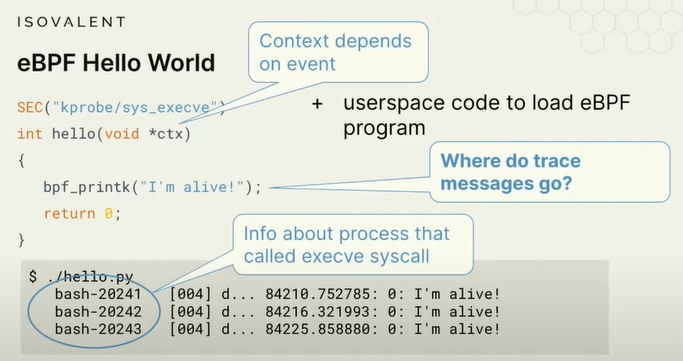 ISOVALENT
eBPF Hello World
Context depends
on event
SEC("kprobe/sys_execve")
int hello(void *ctx)
{
bpf_printk("I'm alive!");
return 0;
}
+ userspace code to load eBPF
program
Where do trace
messages go?
Info about process that
called execve syscall
$ ./hello.py
bash-20241 [004] d... 84210.752785: 0: I'm alive!
bash-20242 [004] d... 84216.321993: 0: I'm alive!
bash-20243 [004] d... 84225.858880: 0: I'm alive!